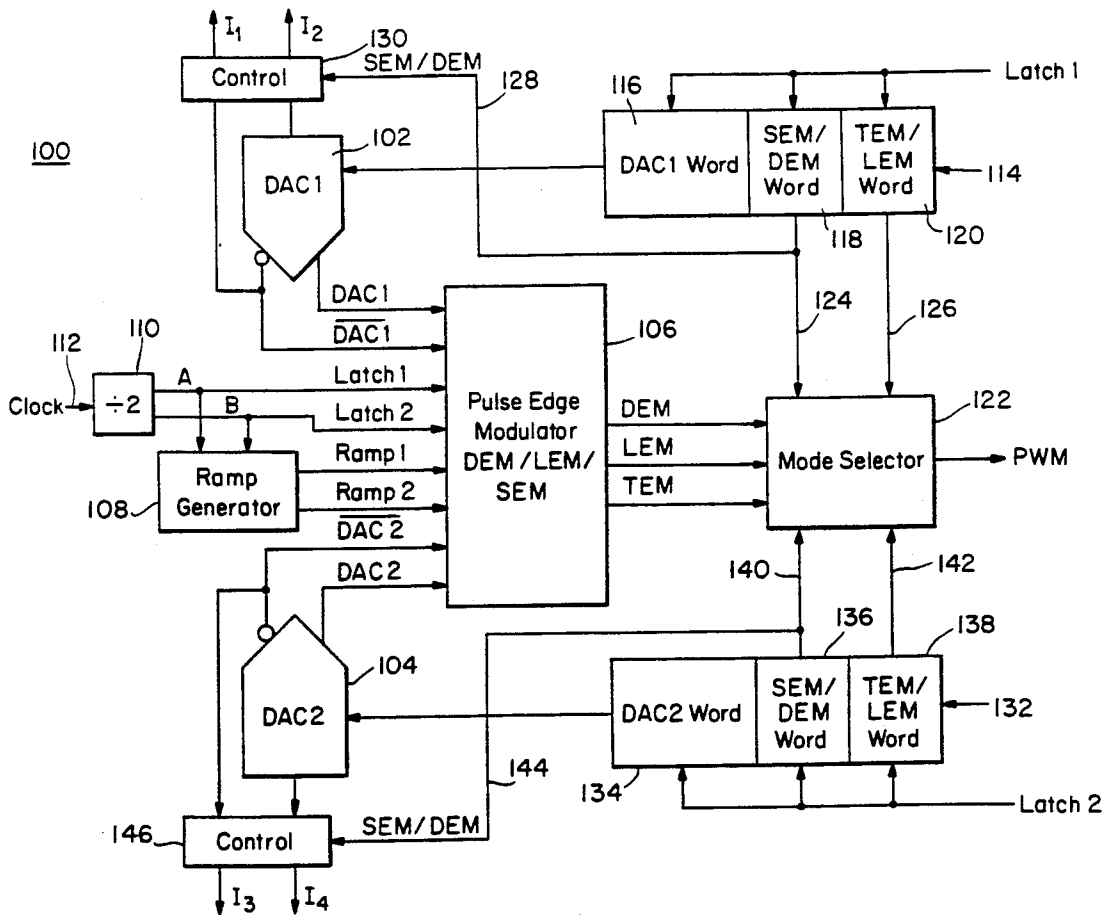 I1
I2
130
Control
SEM/DEM
128
116
Latch 1
100
102
DAC1
DAC1 Word
SEM/
DEM
Word
TEM/
LEM
Word
114
118
120
DAC1
D̅A̅C̅1̅
124
126
106
110
112
Clock
÷2
A
Latch 1
B
Latch 2
Ramp
Generator
108
Ramp 1
Ramp 2
D̅A̅C̅2̅
DAC2
Pulse Edge
Modulator
DEM/LEM/
SEM
DEM
LEM
TEM
122
Mode Selector
PWM
140
142
136
138
104
DAC2
DAC2 Word
SEM/
DEM
Word
TEM/
LEM
Word
132
134
144
Latch 2
SEM/DEM
146
Control
I3
I4